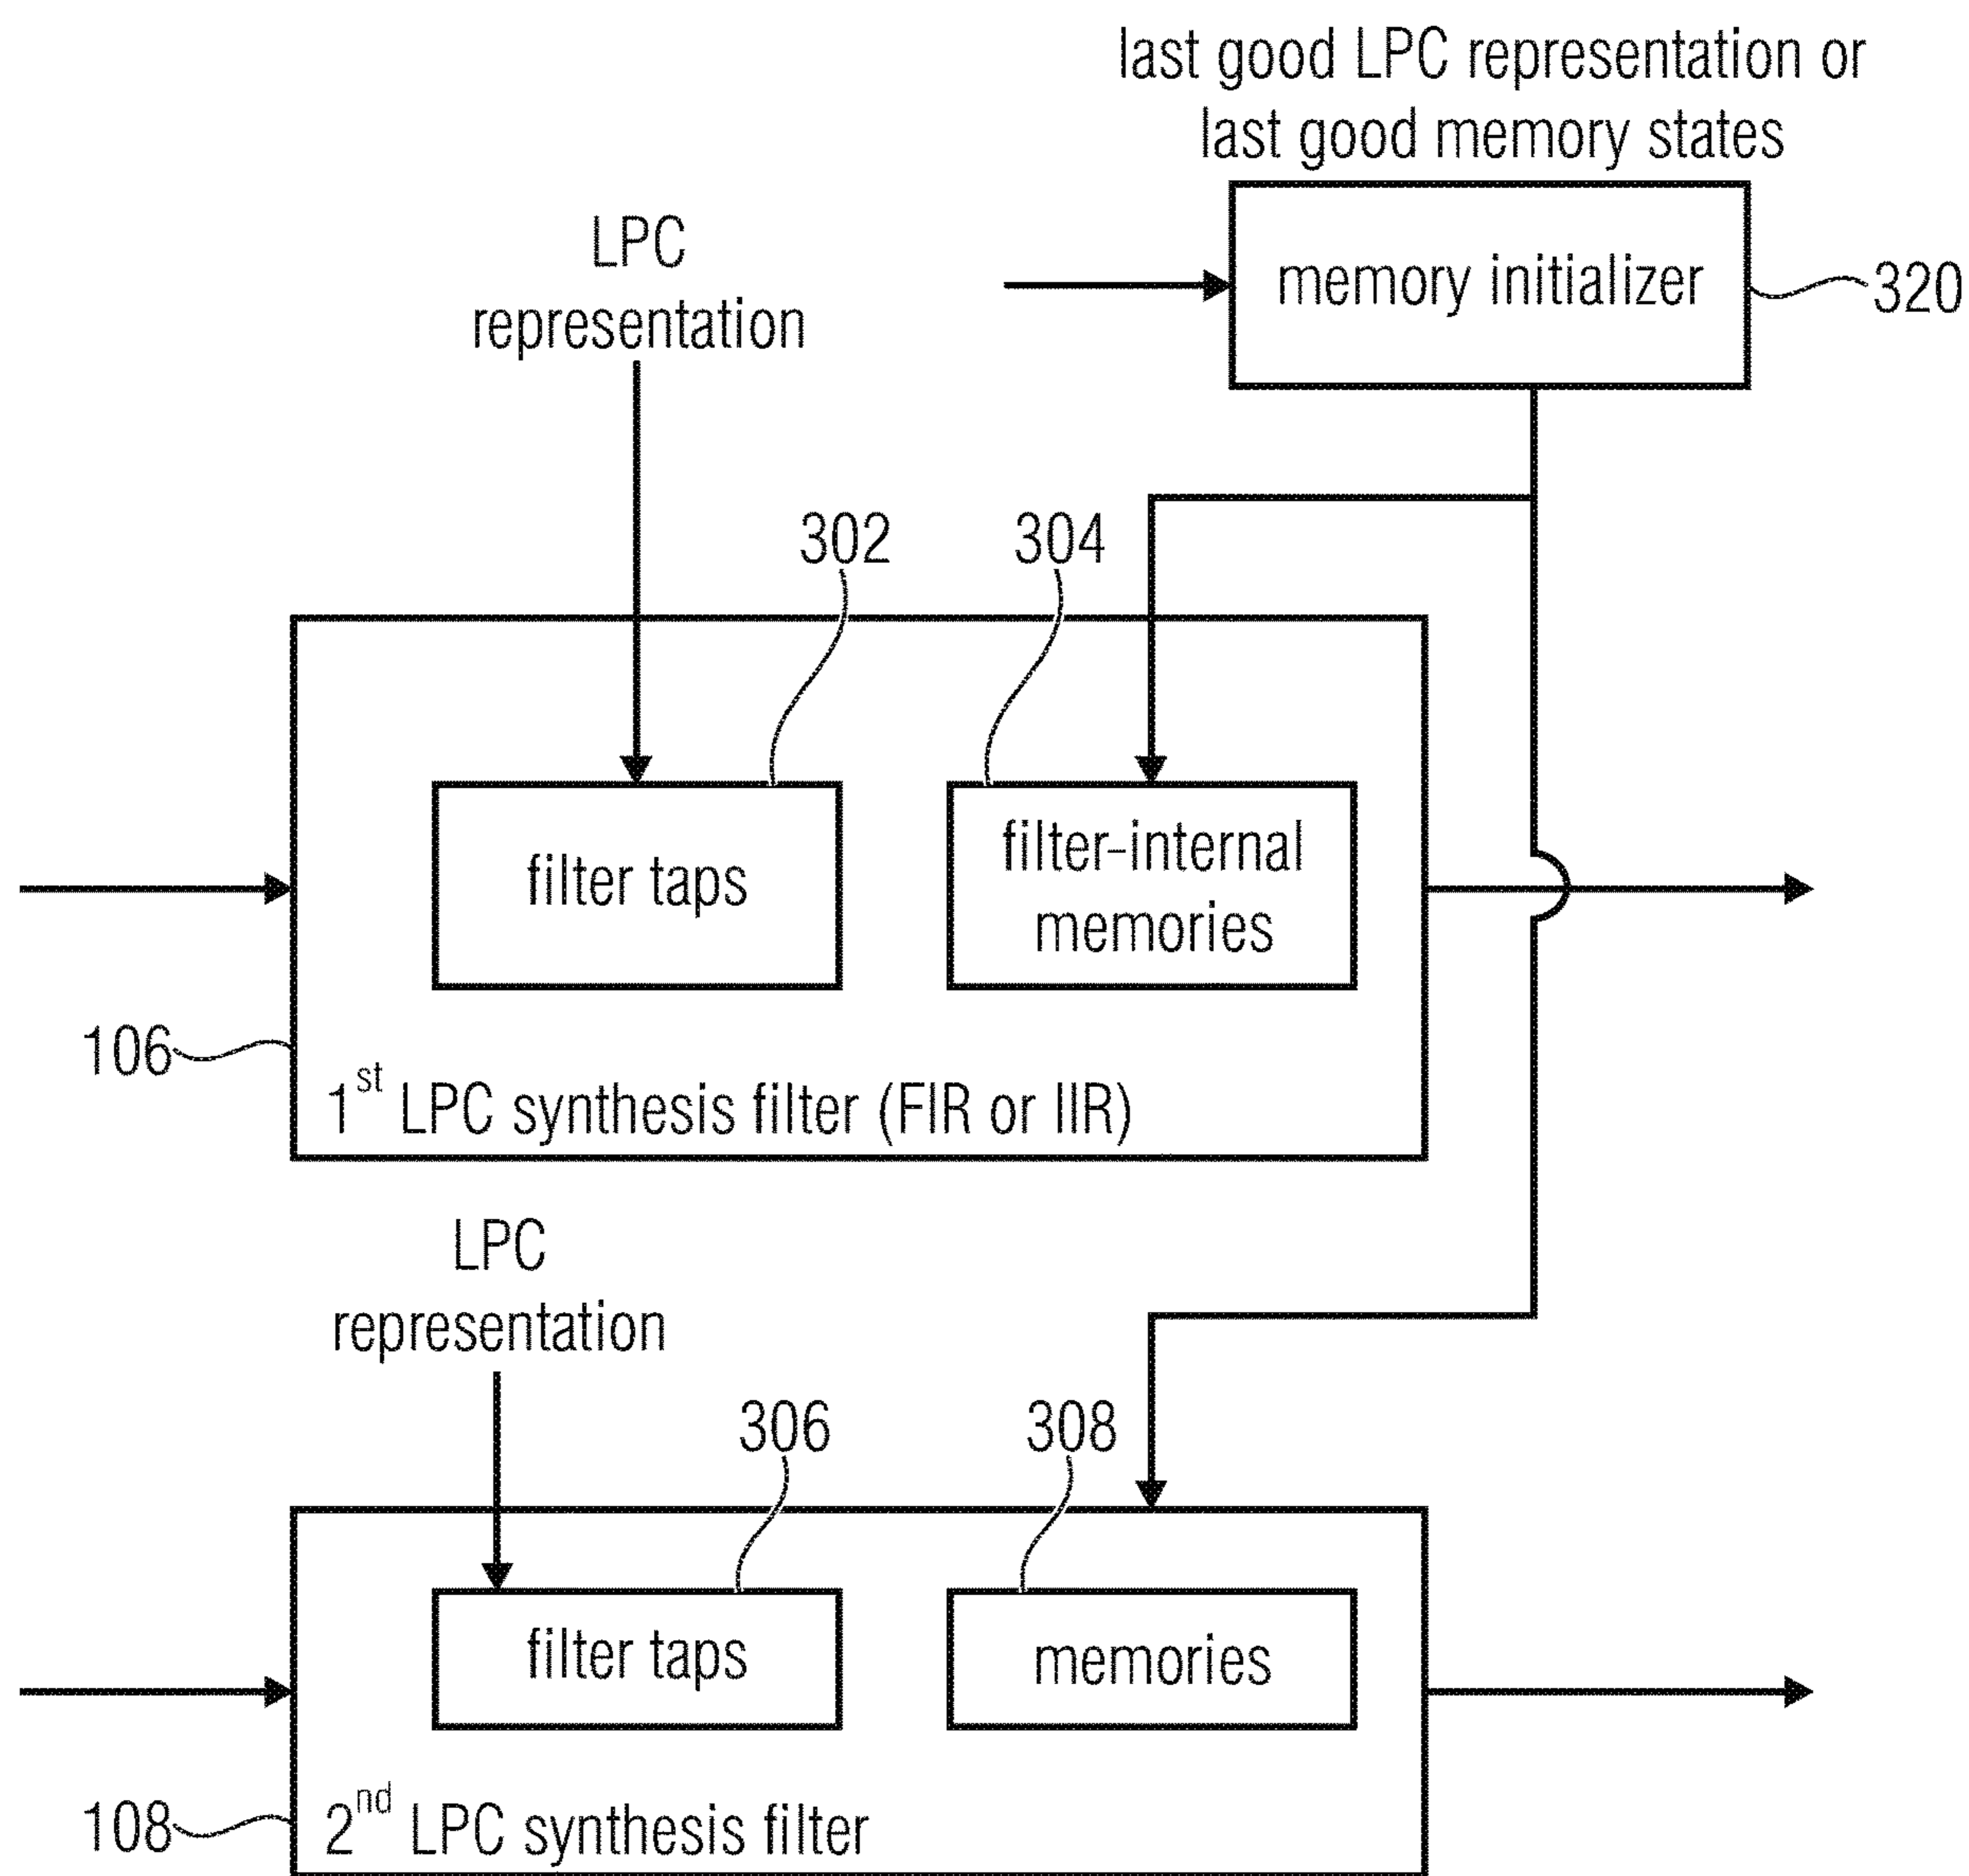 last good LPC representation or
last good memory states
memory initializer
320
LPC
representation
302
304
filter taps
filter-internal
memories
106
1st LPC synthesis filter (FIR or IIR)
LPC
representation
306
308
filter taps
memories
108
2nd LPC synthesis filter